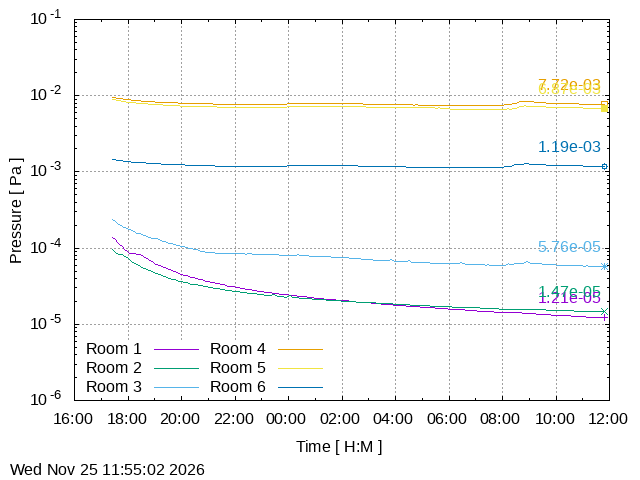 10^-1
10^-2
10^-3
10^-4
10^-5
10^-6
Pressure [ Pa ]
7.72e-03
1.19e-03
5.76e-05
1.47e-05
1.21e-05
Room 1 Room 4
Room 2 Room 5
Room 3 Room 6
16:00 18:00 20:00 22:00 00:00 02:00 04:00 06:00 08:00 10:00 12:00
Time [ H:M ]
Wed Nov 25 11:55:02 2026